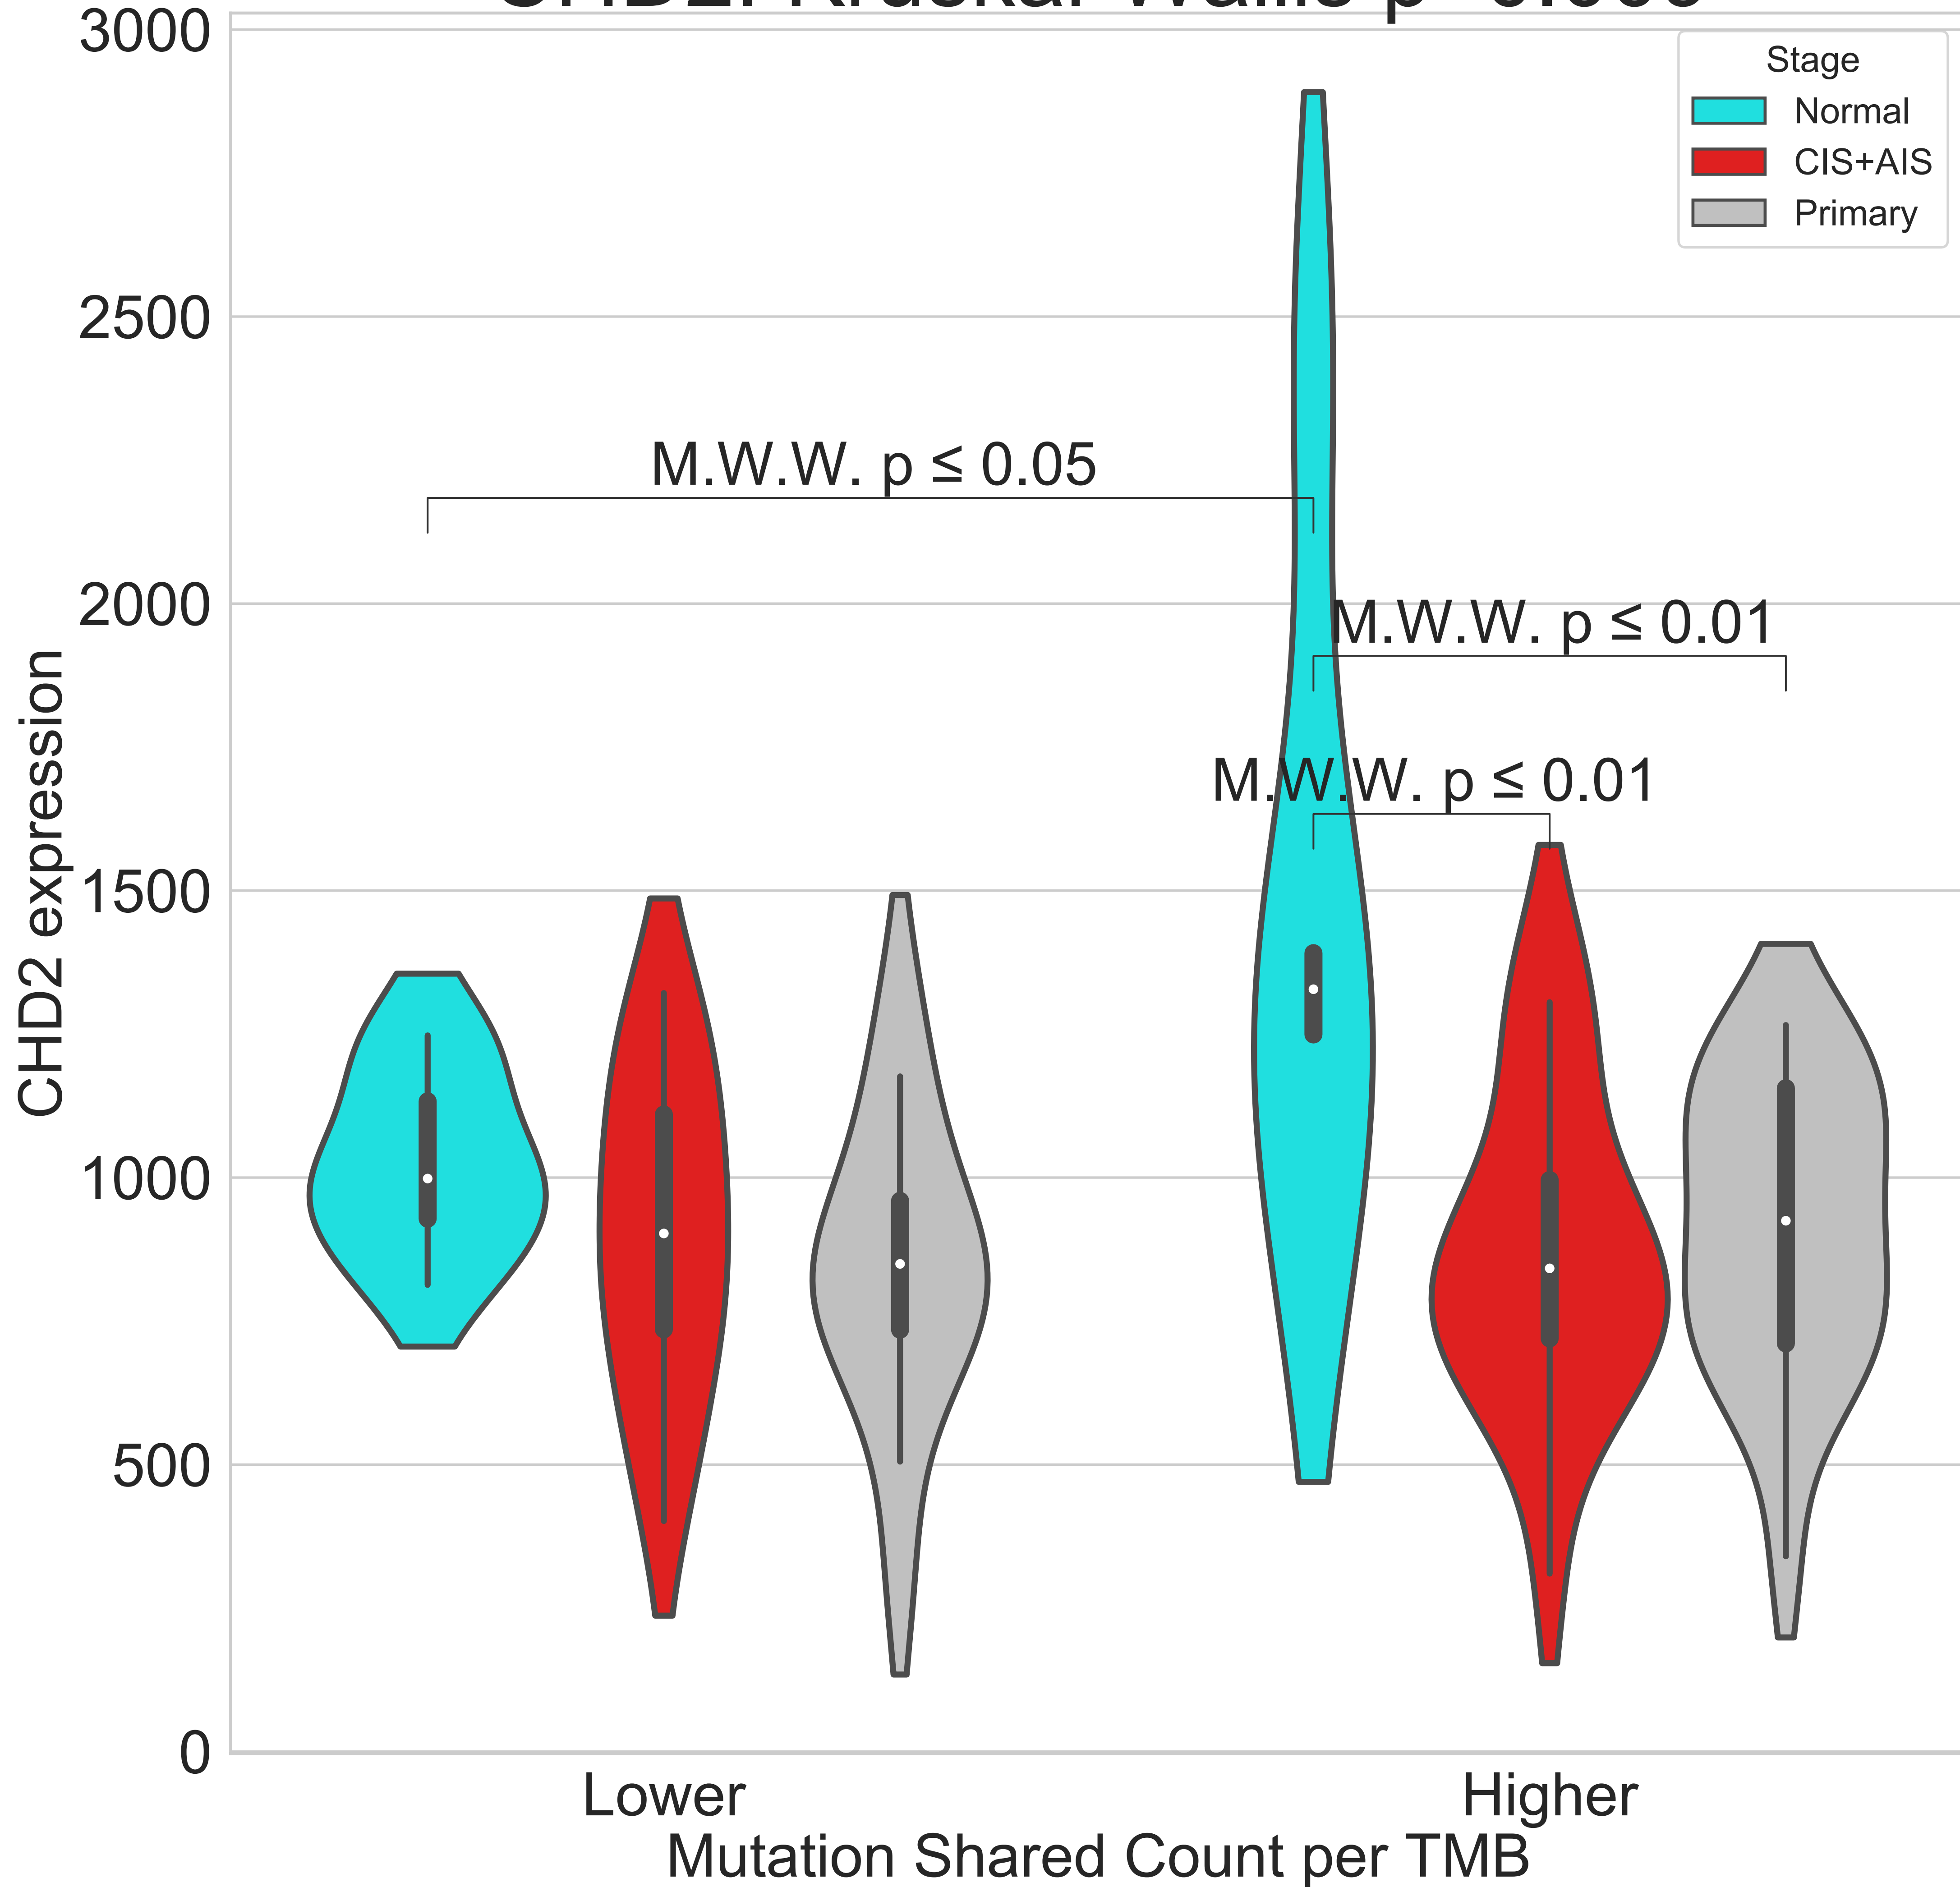 3000
Stage
Normal
CIS+AIS
Primary
2500
M.W.W. p ≤ 0.05
2000
M.W.W. p ≤ 0.01
M.W.W. p ≤ 0.01
CHD2 expression
1500
1000
500
0
Lower
Higher
Mutation Shared Count per TMB